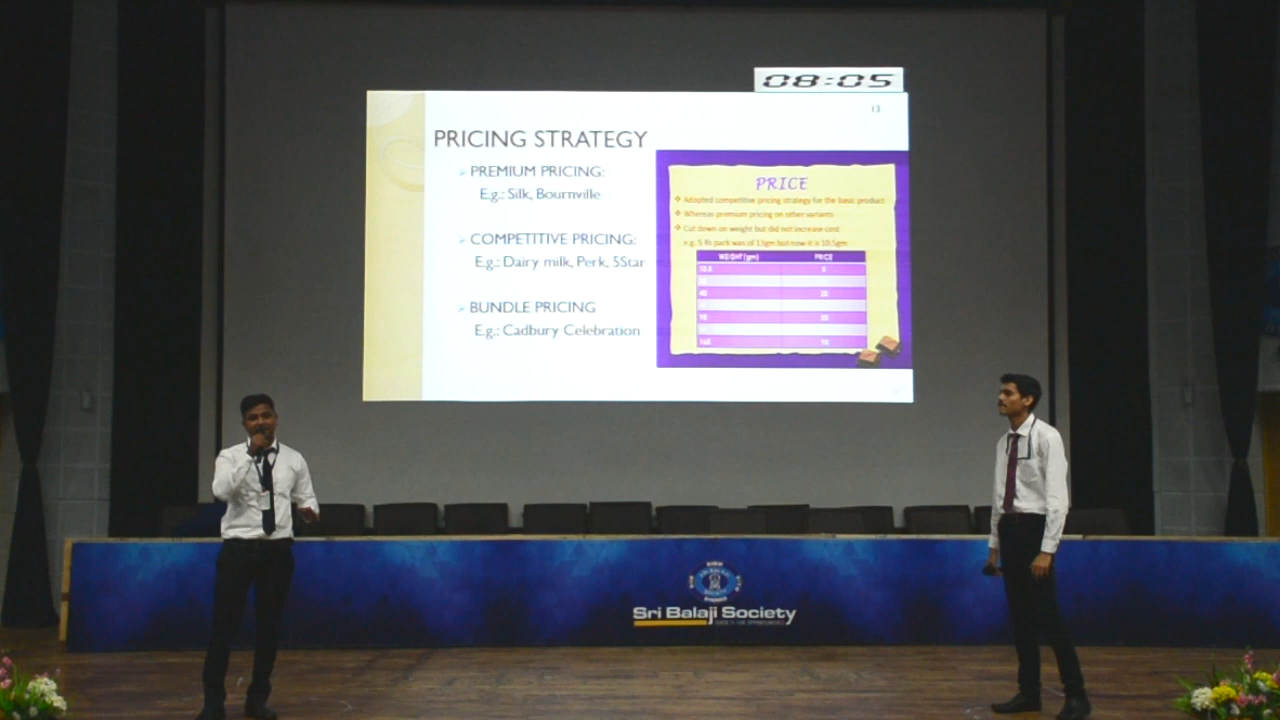 08:05
13
PRICING STRATEGY
PREMIUM PRICING:
E.g.: Silk, Bournville
COMPETITIVE PRICING:
E.g.: Dairy milk, Perk, 5Star
BUNDLE PRICING
E.g.: Cadbury Celebration
PRICE
Adopted competitive pricing strategy for the basic product
Whereas premium pricing on other variants
Cut down on weight but did not increase cost
e.g. 5 Rs pack was of 13gm but now it is 10.5gm
WEIGHT(gm) PRICE
5
40 20
Sri Balaji Society